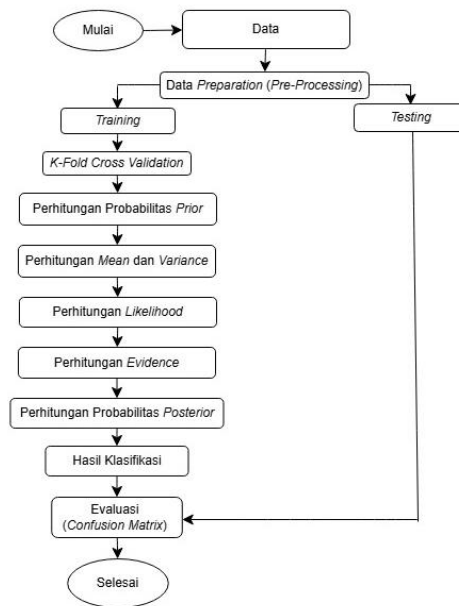 Mulai
Data
Data Preparation (Pre-Processing)
Training
Testing
K-Fold Cross Validation
Perhitungan Probabilitas Prior
Perhitungan Mean dan Variance
Perhitungan Likelihood
Perhitungan Evidence
Perhitungan Probabilitas Posterior
Hasil Klasifikasi
Evaluasi
(Confusion Matrix)
Selesai